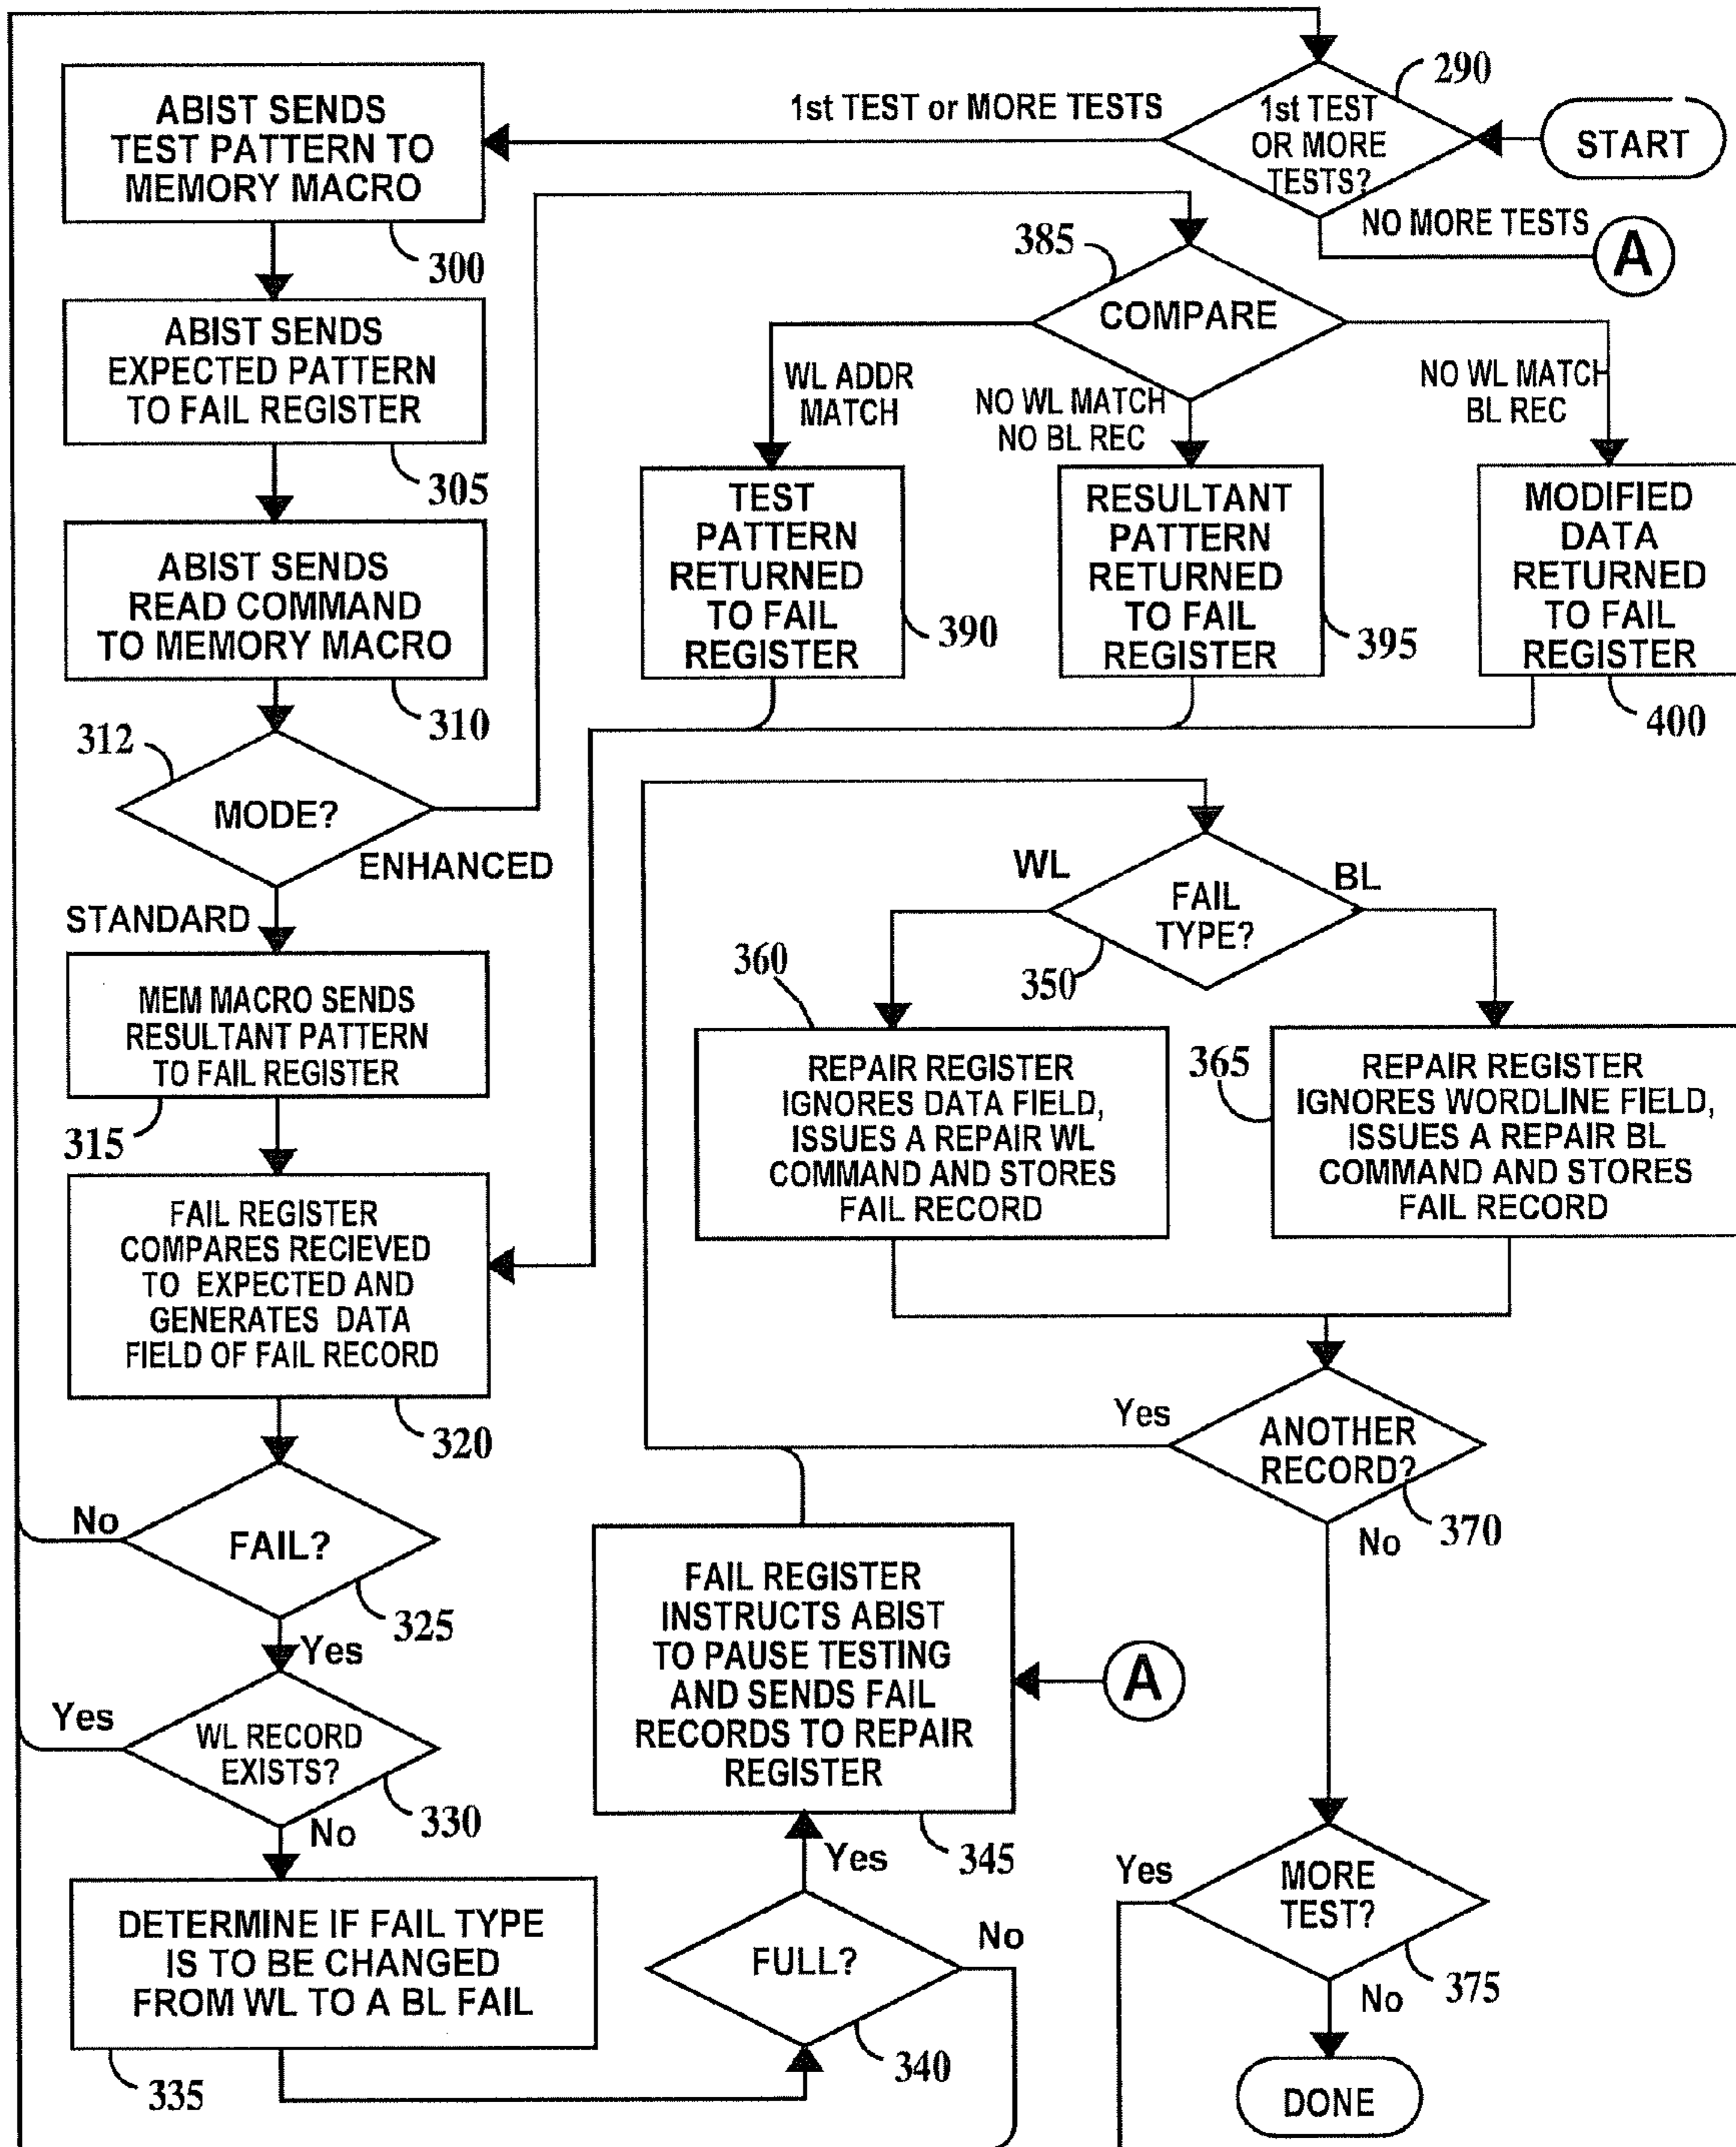 ABIST SENDS
TEST PATTERN TO
MEMORY MACRO
300
1st TEST or MORE TESTS
1st TEST
OR MORE
TESTS?
290
START
NO MORE TESTS
A
ABIST SENDS
EXPECTED PATTERN
TO FAIL REGISTER
305
385
COMPARE
WL ADDR
MATCH
NO WL MATCH
NO BL REC
NO WL MATCH
BL REC
ABIST SENDS
READ COMMAND
TO MEMORY MACRO
310
TEST
PATTERN
RETURNED
TO FAIL
REGISTER
390
RESULTANT
PATTERN
RETURNED
TO FAIL
REGISTER
395
MODIFIED
DATA
RETURNED
TO FAIL
REGISTER
400
312
MODE?
ENHANCED
STANDARD
WL
FAIL
TYPE?
BL
350
MEM MACRO SENDS
RESULTANT PATTERN
TO FAIL REGISTER
315
360
REPAIR REGISTER
IGNORES DATA FIELD,
ISSUES A REPAIR WL
COMMAND AND STORES
FAIL RECORD
365
REPAIR REGISTER
IGNORES WORDLINE FIELD,
ISSUES A REPAIR BL
COMMAND AND STORES
FAIL RECORD
FAIL REGISTER
COMPARES RECIEVED
TO EXPECTED AND
GENERATES DATA
FIELD OF FAIL RECORD
320
Yes
ANOTHER
RECORD?
370
No
No
FAIL?
325
Yes
FAIL REGISTER
INSTRUCTS ABIST
TO PAUSE TESTING
AND SENDS FAIL
RECORDS TO REPAIR
REGISTER
345
A
Yes
WL RECORD
EXISTS?
330
No
DETERMINE IF FAIL TYPE
IS TO BE CHANGED
FROM WL TO A BL FAIL
335
Yes
FULL?
No
340
Yes
MORE
TEST?
375
No
DONE